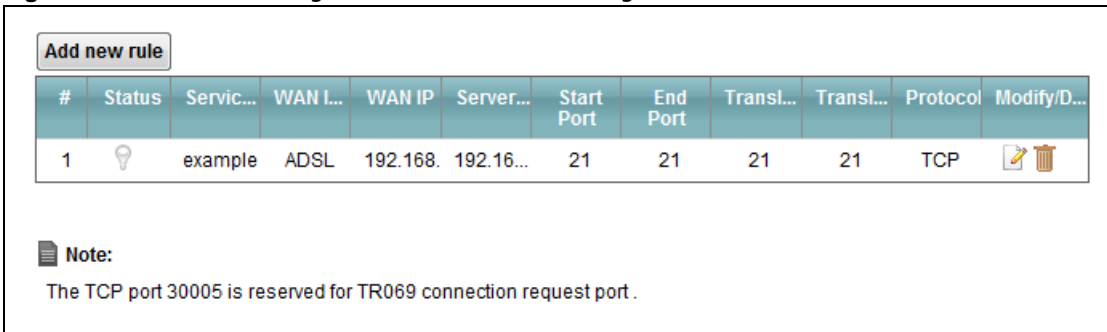 Add new rule
# Status Servic... WAN I... WAN IP Server... Start Port End Port Transl... Transl... Protocol Modify/D...
1 example ADSL 192.168. 192.16... 21 21 21 21 TCP
Note:
The TCP port 30005 is reserved for TR069 connection request port .